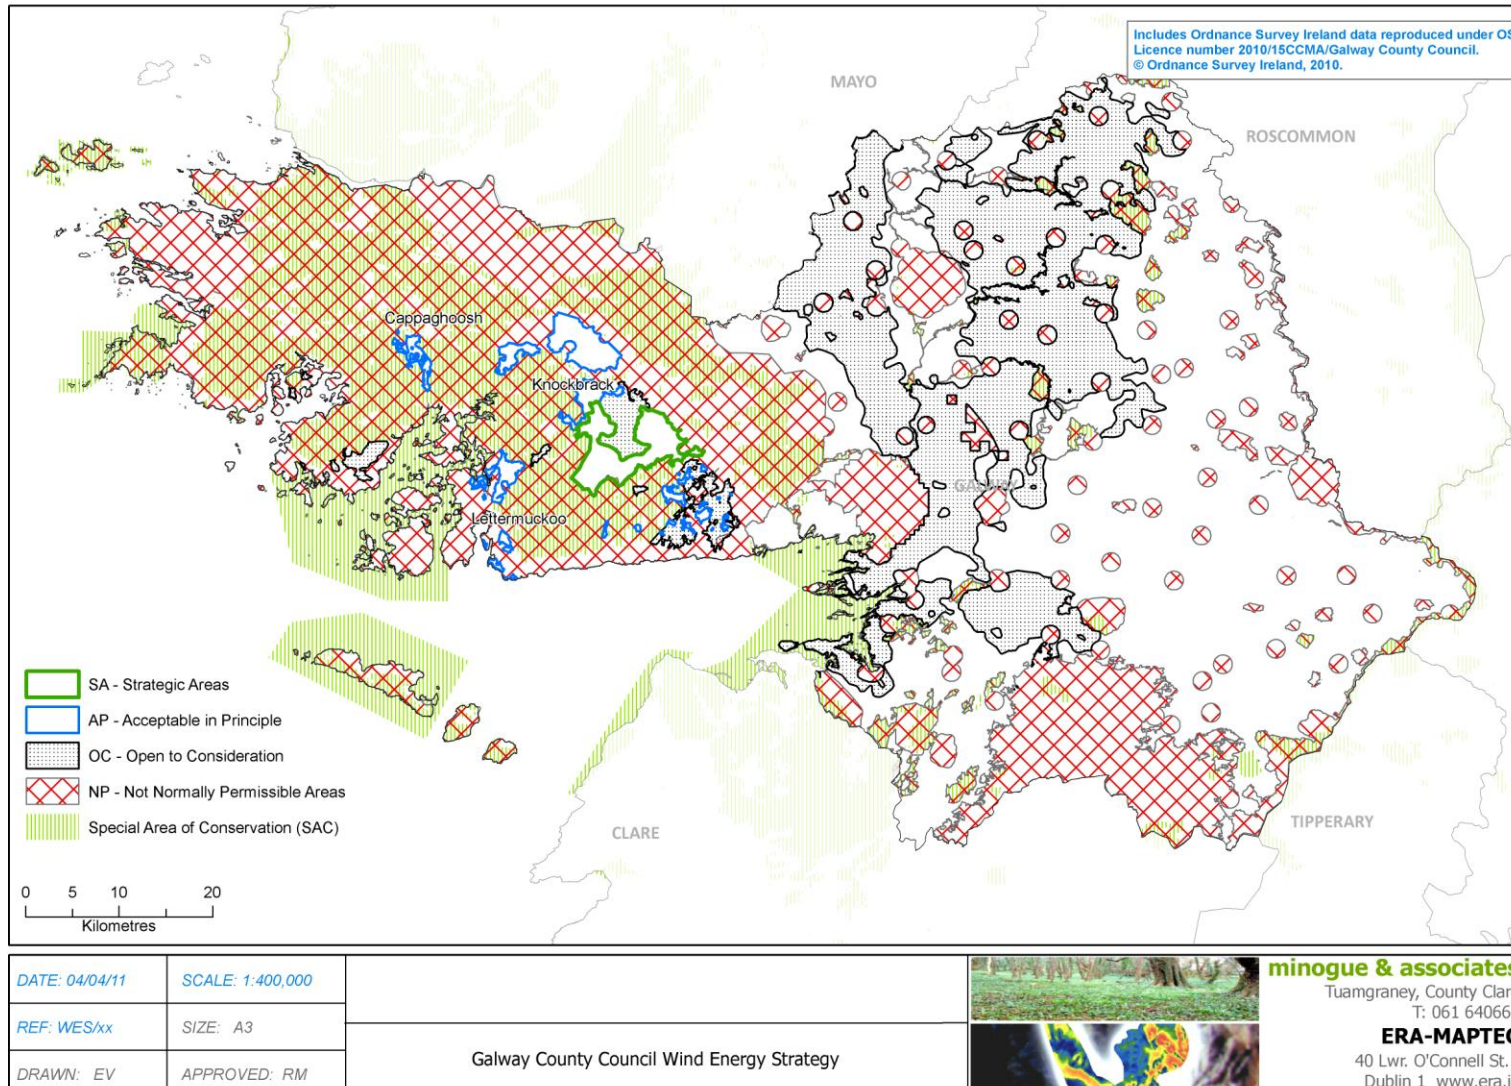 Includes Ordnance Survey Ireland data reproduced under OS
Licence number 2010/15CCMA/Galway County Council.
© Ordnance Survey Ireland, 2010.
MAYO
ROSCOMMON
Cappaghoosh
Knockbrack
GALWAY
Lettermuckoo
SA - Strategic Areas
AP - Acceptable in Principle
OC - Open to Consideration
NP - Not Normally Permissible Areas
Special Area of Conservation (SAC)
CLARE
TIPPERARY
0 5 10 20
Kilometres
DATE: 04/04/11
SCALE: 1:400,000
REF: WES/xx
SIZE: A3
DRAWN: EV
APPROVED: RM
Galway County Council Wind Energy Strategy
minogue & associates
Tuamgraney, County Clar
T: 061 64066
ERA-MAPTEC
40 Lwr. O'Connell St.
Dublin 1 www.era.i